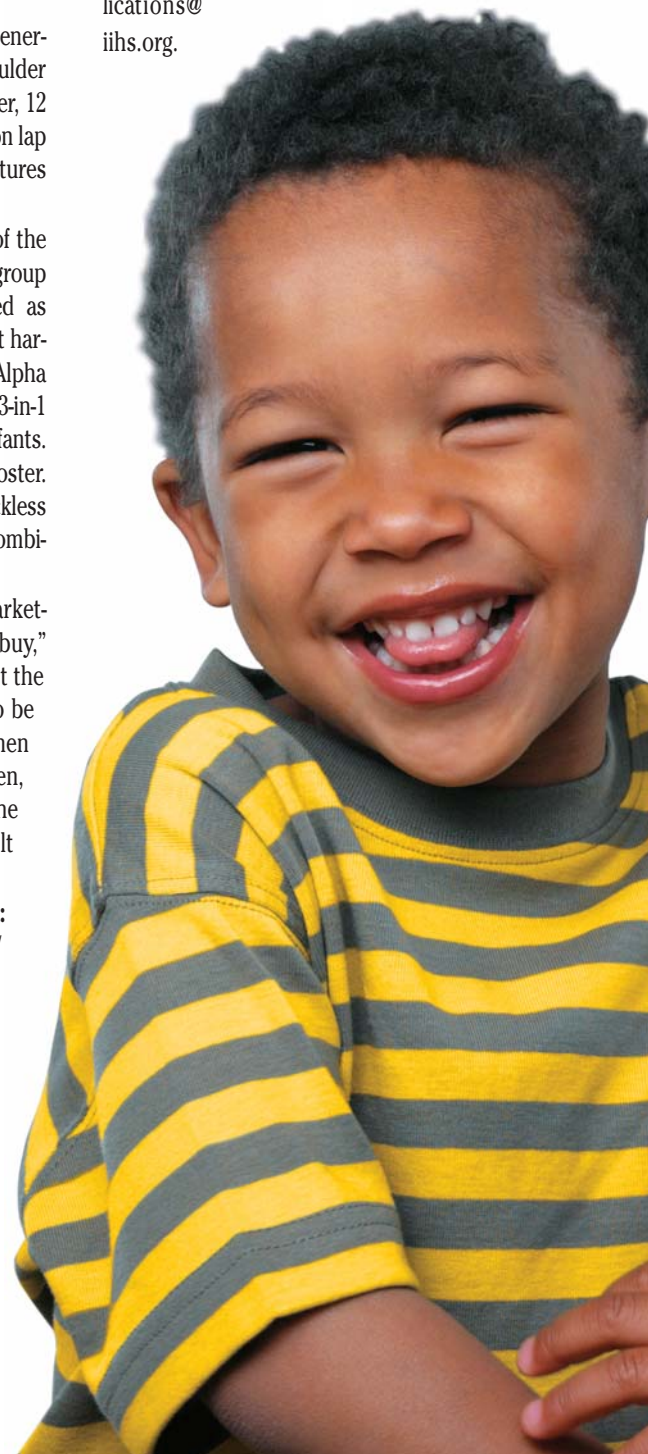 ener-
oulder
er, 12
on lap
tures
of the
group
ed as
t har-
Alpha
3-in-1
fants.
oster.
kless
ombi-
arket-
buy,”
t the
o be
hen
en,
he
lt
:
lications@
iihs.org.